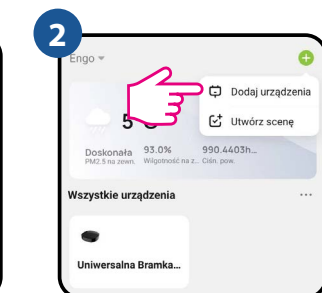 2
Engo
Dodaj urządzenia
5
Utwórz scenę
Doskonała 93.0% 990.4403h...
PM2.5 na zewn. Wilgotność na z... Ciśn. pow.
Wszystkie urządzenia ...
Uniwersalna Bramka...